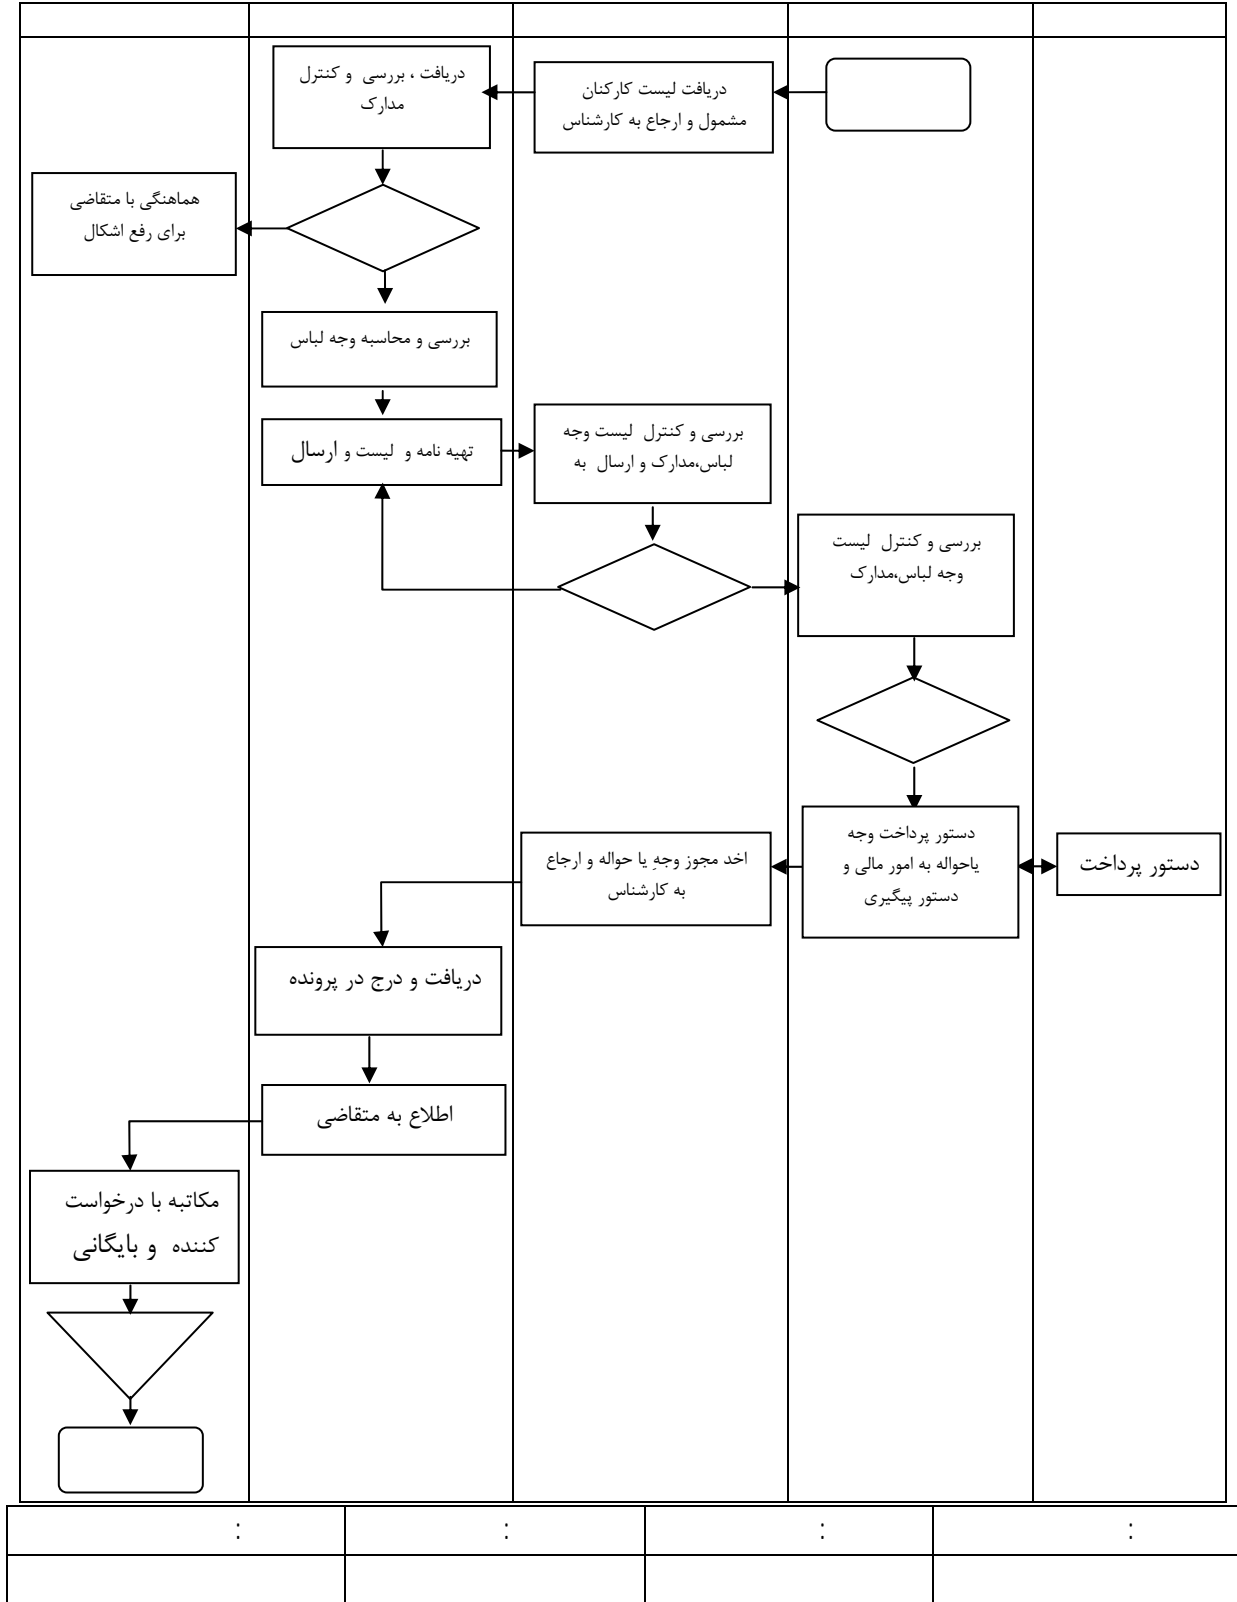 دریافت ، بررسی و کنترل
مدارک
دریافت لیست کارکنان
مشمول و ارجاع به کارشناس
هماهنگی با متقاضی
برای رفع اشکال
بررسی و محاسبه وجه لباس
تهیه نامه و لیست و ارسال
بررسی و کنترل لیست وجه
لباس،مدارک و ارسال به
بررسی و کنترل لیست
وجه لباس،مدارک
دستور پرداخت وجه
یاحواله به امور مالی و
دستور پیگیری
دستور پرداخت
اخد مجوز وجهِ یا حواله و ارجاع
به کارشناس
دریافت و درج در پرونده
اطلاع به متقاضی
مکاتبه با درخواست
کننده و بایگانی
: : : :